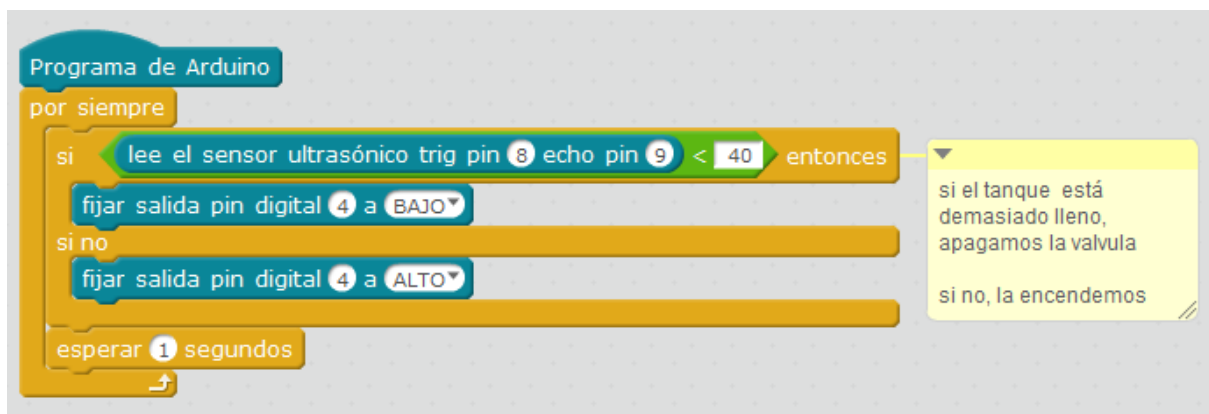 Programa de Arduino
por siempre
si lee el sensor ultrasónico trig pin 8 echo pin 9 < 40 entonces
fijar salida pin digital 4 a BAJO
si no
fijar salida pin digital 4 a ALTO
esperar 1 segundos
si el tanque está
demasiado lleno,
apagamos la valvula
si no, la encendemos